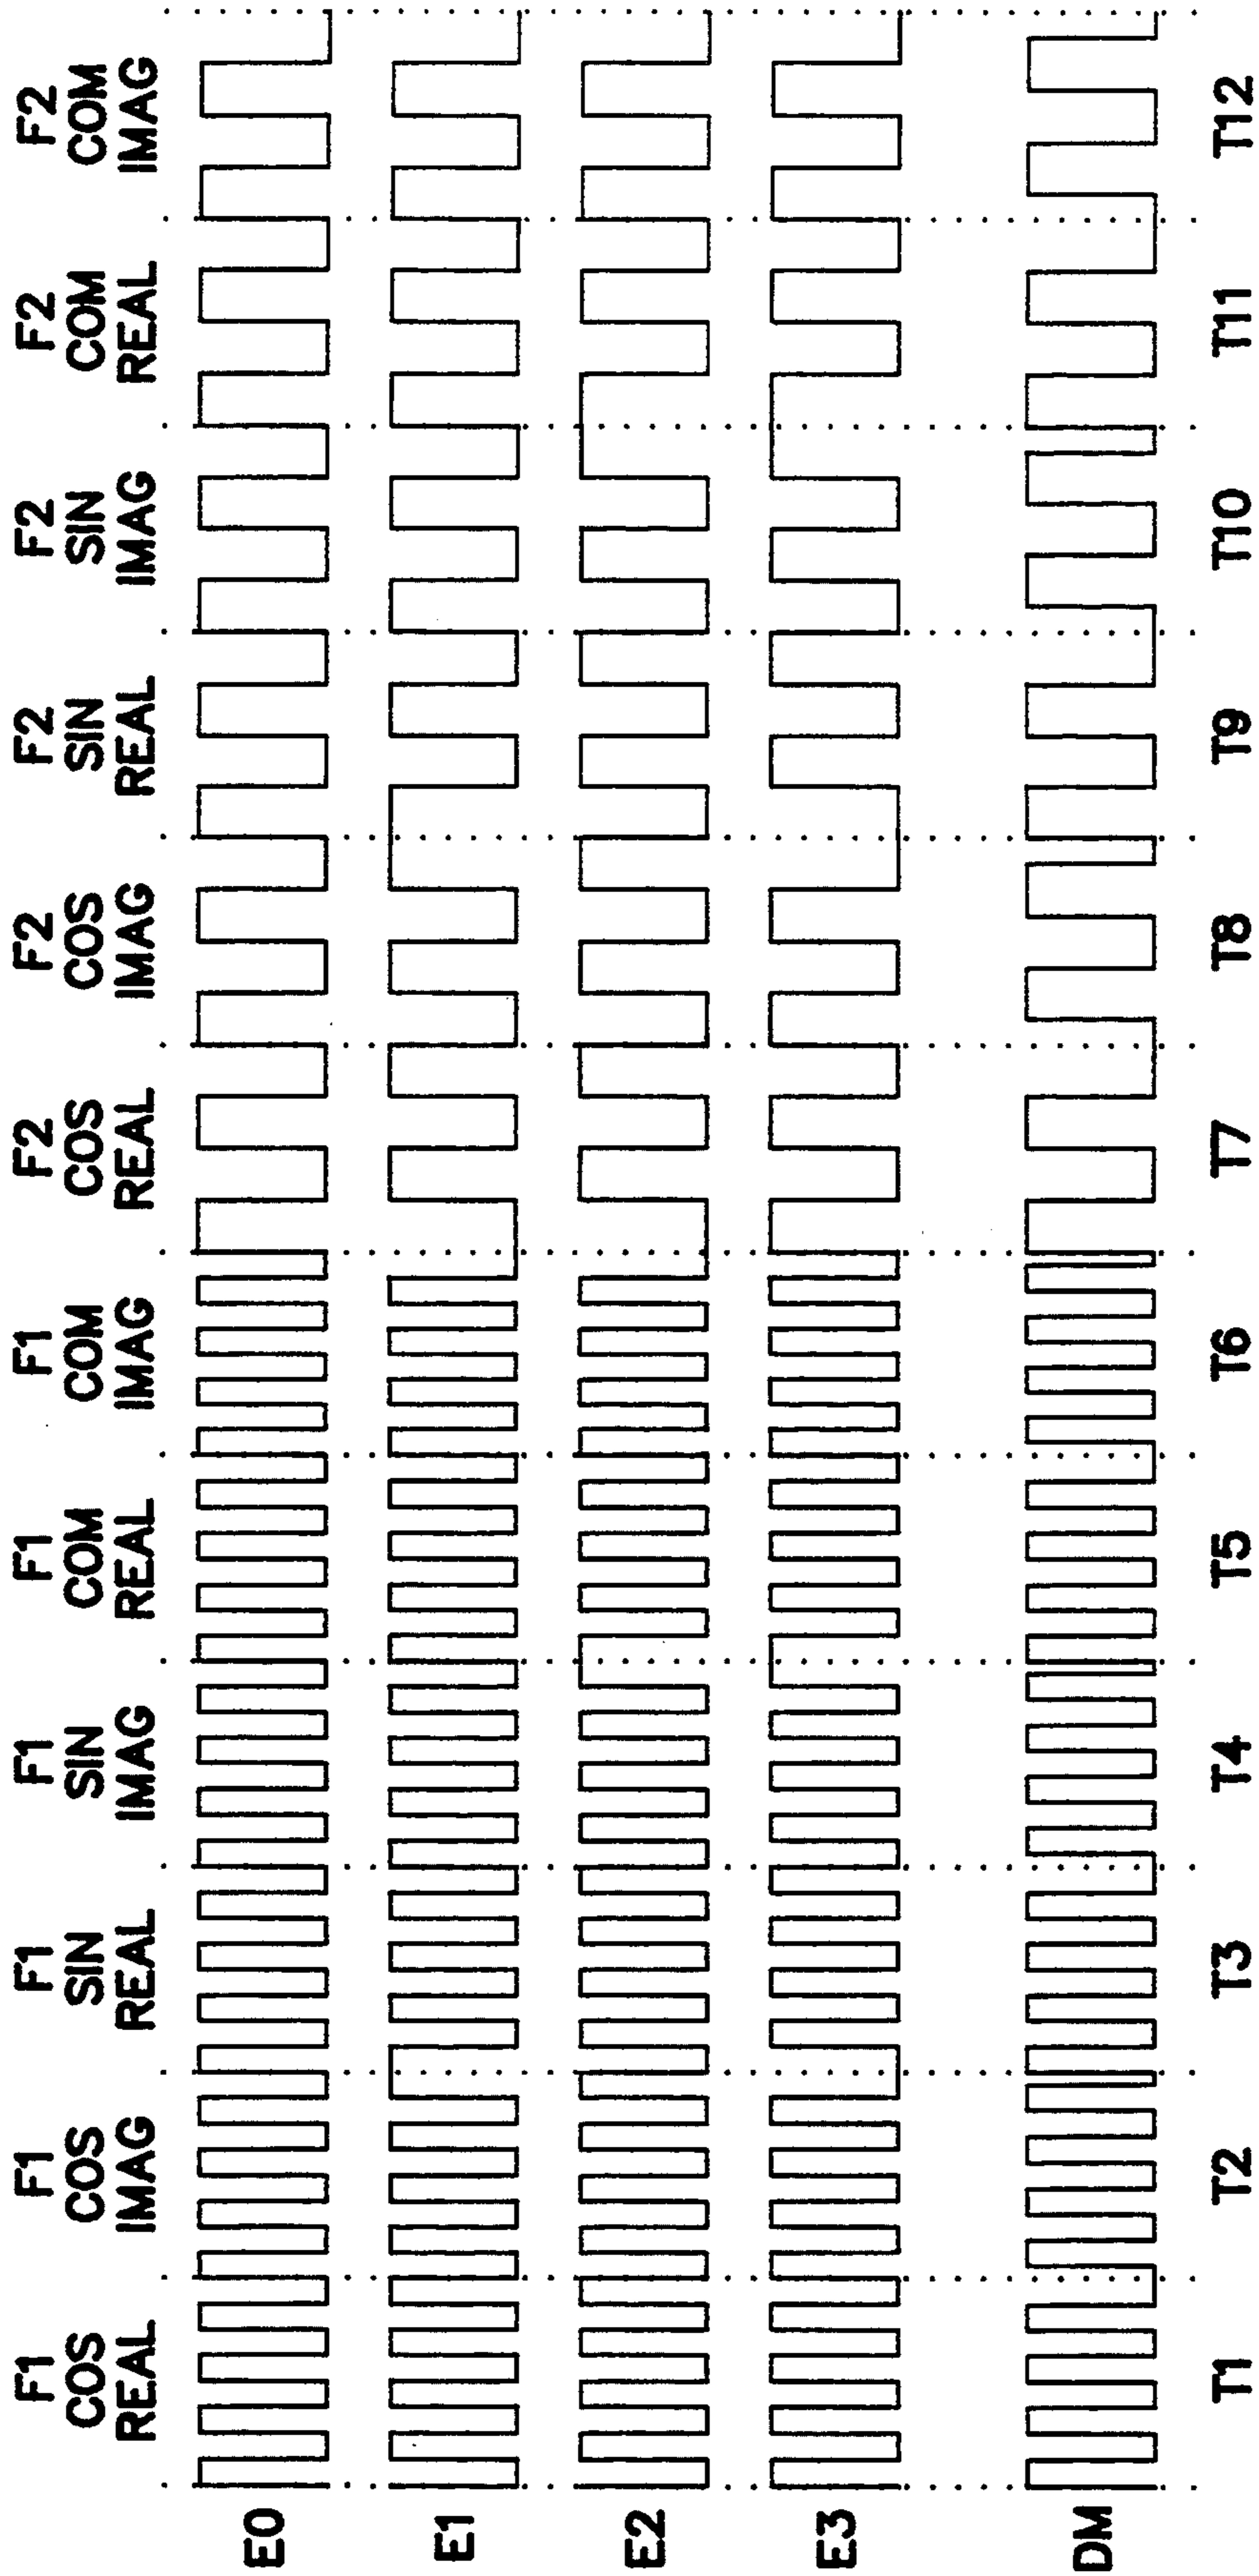 F1 COS REAL
F1 COS IMAG
F1 SIN REAL
F1 SIN IMAG
F1 COM REAL
F1 COM IMAG
F2 COS REAL
F2 COS IMAG
F2 SIN REAL
F2 SIN IMAG
F2 COM REAL
F2 COM IMAG
E0
E1
E2
E3
DM
T1 T2 T3 T4 T5 T6 T7 T8 T9 T10 T11 T12